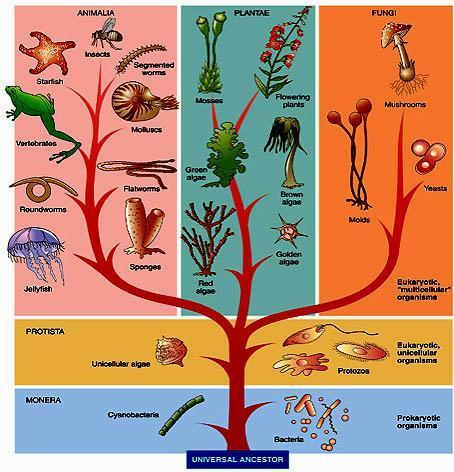 ANIMALIA
PLANTAE
FUNGI
Insects
Starfish
Segmented
worms
Mosses
Flowering
plants
Mushrooms
Vertebrates
Molluscs
Green
algae
Brown
algae
Yeasts
Molds
Flatworms
Roundworms
Jellyfish
Sponges
Red
algae
Golden
algae
Eukaryotic,
"multicellular"
organisms
PROTISTA
Unicellular algae
Protozoa
Eukaryotic,
unicellular
organisms
MONERA
Cyanobacteria
Bacteria
Prokaryotic
organisms
UNIVERSAL ANCESTOR